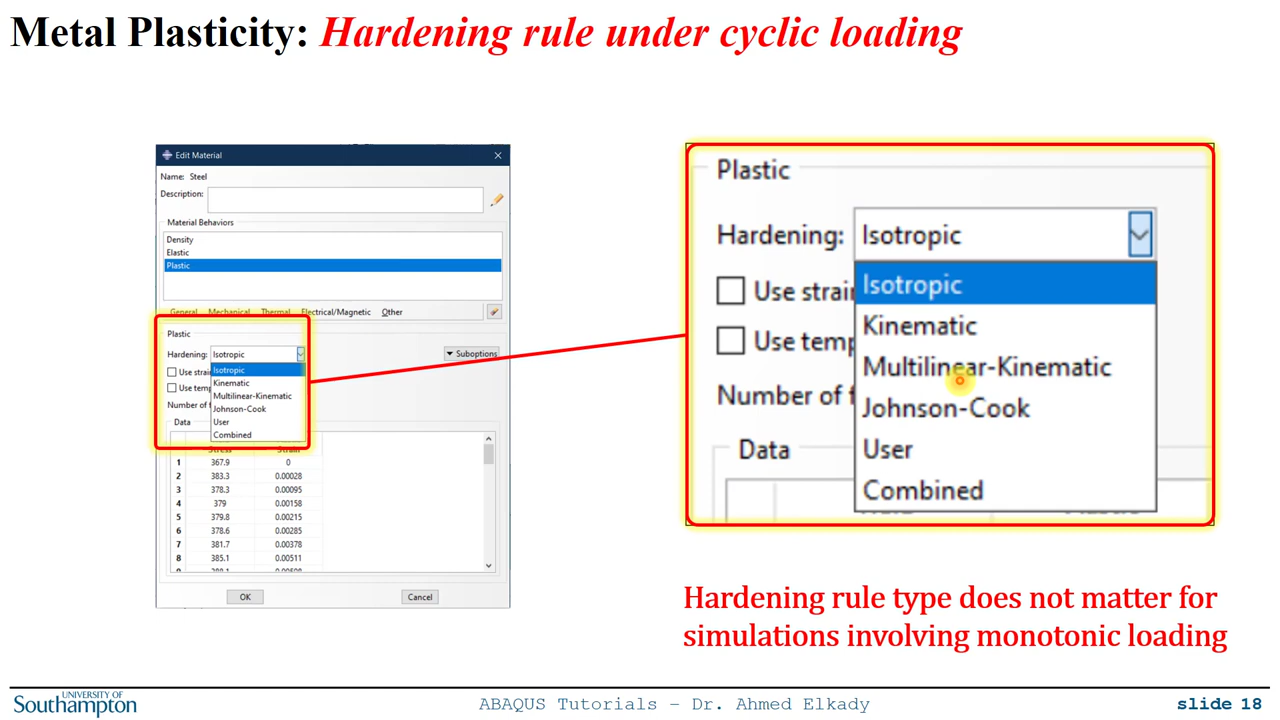 Metal Plasticity: Hardening rule under cyclic loading
Edit Material
Name: Steel
Description:
Material Behaviors
Density
Elastic
Plastic
General Mechanical Thermal Electrical/Magnetic Other
Plastic
Hardening: Isotropic
Suboptions
Isotropic
Kinematic
Multilinear-Kinematic
Johnson-Cook
User
Combined
Use strai
Use temp
Number of f
Data
Stress Strain
1 367.9 0
2 383.3 0.00028
3 378.3 0.00095
4 379 0.00158
5 379.8 0.00215
6 378.6 0.00285
7 381.7 0.00378
8 385.1 0.00511
OK Cancel
Plastic
Hardening: Isotropic
Isotropic
Use strain
Kinematic
Use temp
Multilinear-Kinematic
Number of f
Johnson-Cook
User
Data
Combined
Hardening rule type does not matter for
simulations involving monotonic loading
UNIVERSITY OF
Southampton
ABAQUS Tutorials – Dr. Ahmed Elkady
slide 18